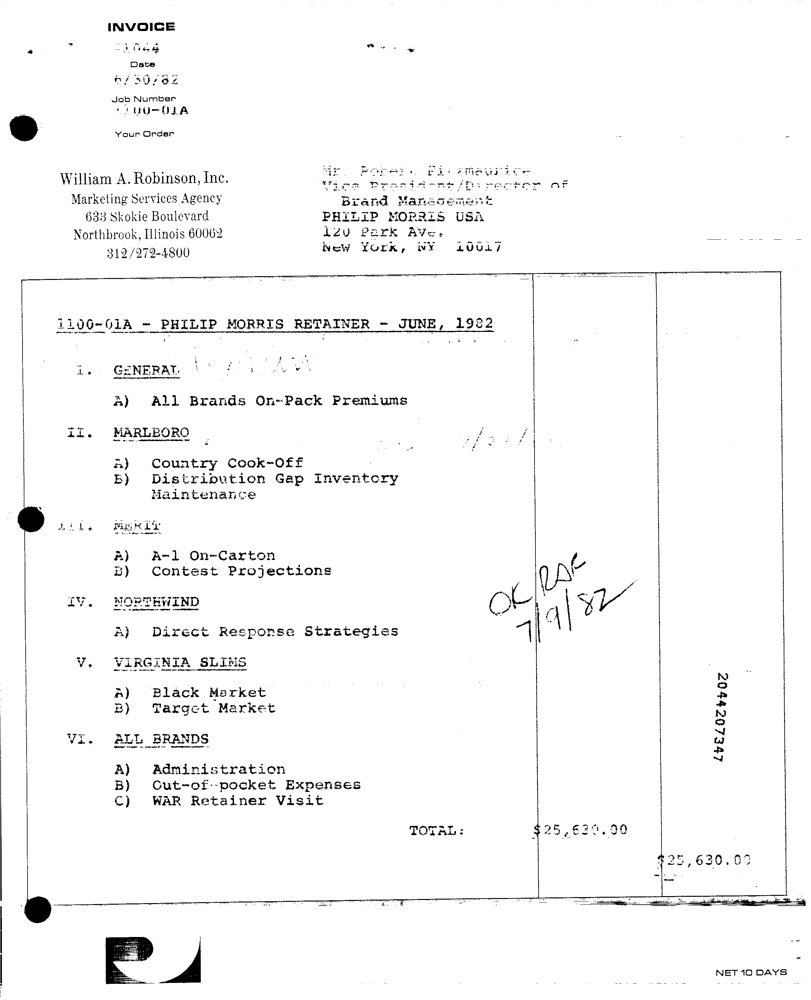 INVOICE
Date
6/30/82
Job Number
1100-01A
Your Order
William A. Robinson, Inc.
Marketing Services Agency
633 Skokie Boulevard
Northbrook, Illinois 60062
312/272-4800
Mr. Robert Fitzmaurice
Vice President/Director of
Brand Management
PHILIP MORRIS USA
120 Park Ave.
New York, NY 10017
1100-01A - PHILIP MORRIS RETAINER - JUNE, 1982
I. GENERAL
A) All Brands On-Pack Premiums
II. MARLBORO
A) Country Cook-Off
B) Distribution Gap Inventory
Maintenance
III. MERIT
A) A-1 On-Carton
B) Contest Projections
OK RAF
7/9/82
IV. NORTHWIND
A) Direct Response Strategies
V. VIRGINIA SLIMS
A) Black Market
B) Target Market
2044207347
VI. ALL BRANDS
A) Administration
B) Out-of-pocket Expenses
C) WAR Retainer Visit
TOTAL: $25,630.00
$25,630.00
NET 10 DAYS